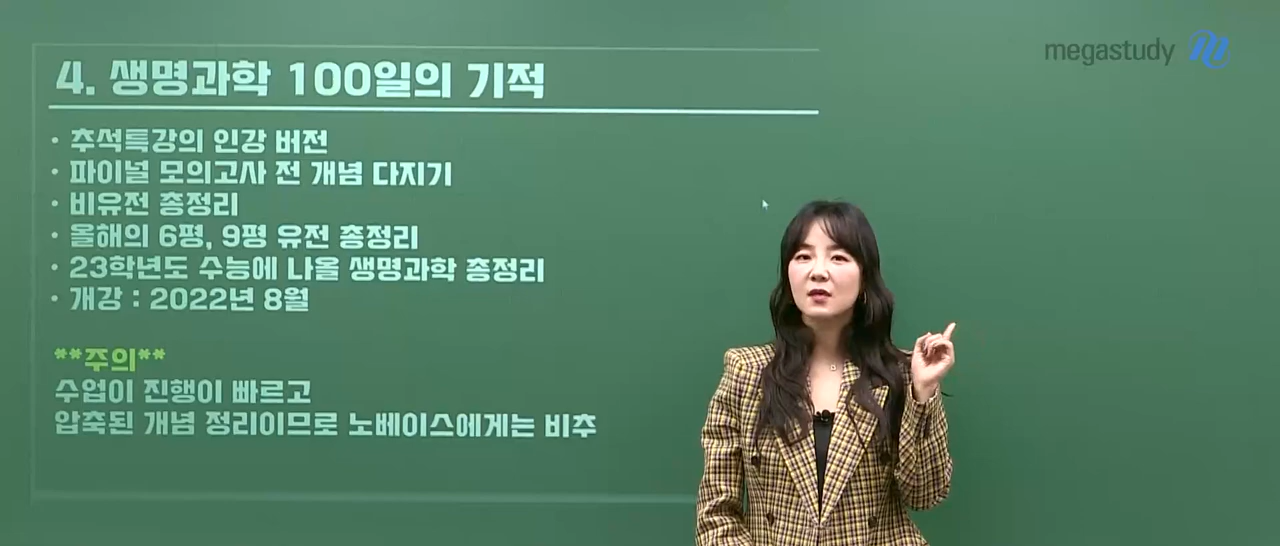 megastudy
4. 생명과학 100일의 기적
• 추석특강의 인강 버전
• 파이널 모의고사 전 개념 다지기
• 비유전 총정리
• 올해의 6평, 9평 유전 총정리
• 23학년도 수능에 나올 생명과학 총정리
• 개강 : 2022년 8월
**주의**
수업이 진행이 빠르고
압축된 개념 정리이므로 노베이스에게는 비추